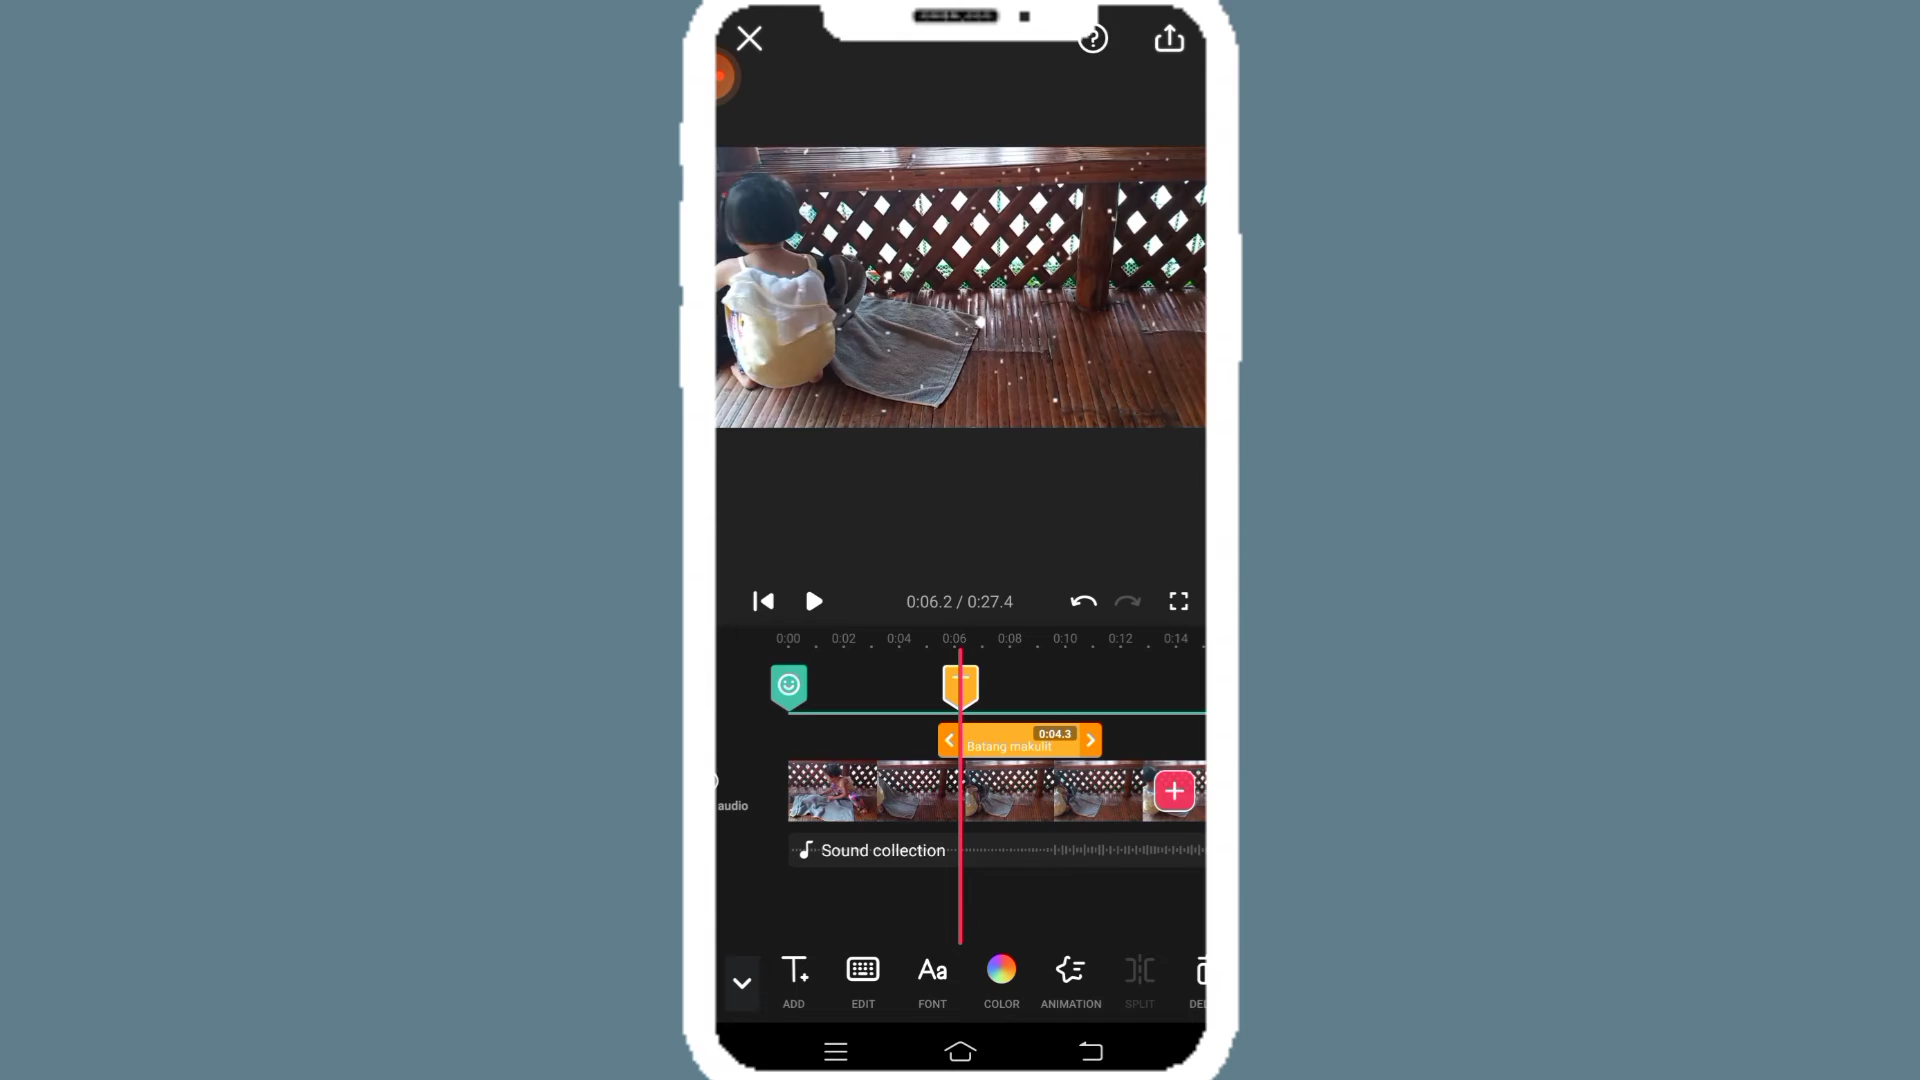 0:06.2 / 0:27.4
0:00 0:02 0:04 0:06 0:08 0:10 0:12 0:14
0:04.3
Batang makulit
audio
Sound collection
ADD EDIT FONT COLOR ANIMATION SPLIT DEL